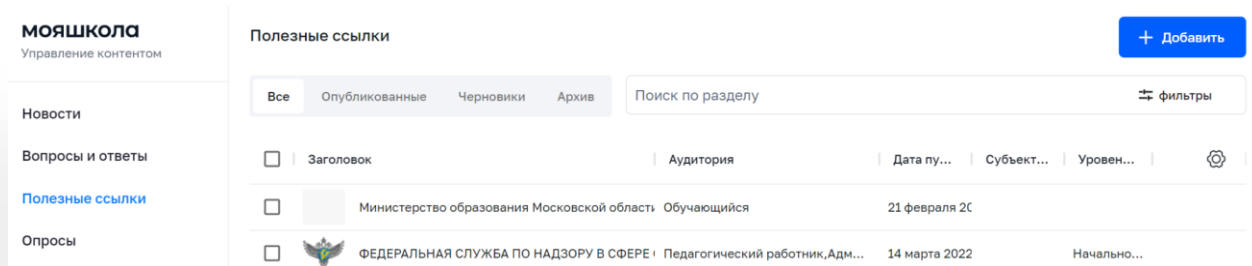 мояшкола
Управление контентом
Новости
Вопросы и ответы
Полезные ссылки
Опросы
Полезные ссылки
+ Добавить
Все Опубликованные Черновики Архив Поиск по разделу фильтры
Заголовок Аудитория Дата пу... Субъект... Уровен...
Министерство образования Московской области Обучающийся 21 февраля 20
ФЕДЕРАЛЬНАЯ СЛУЖБА ПО НАДЗОРУ В СФЕРЕ Педагогический работник,Адм... 14 марта 2022 Начально...